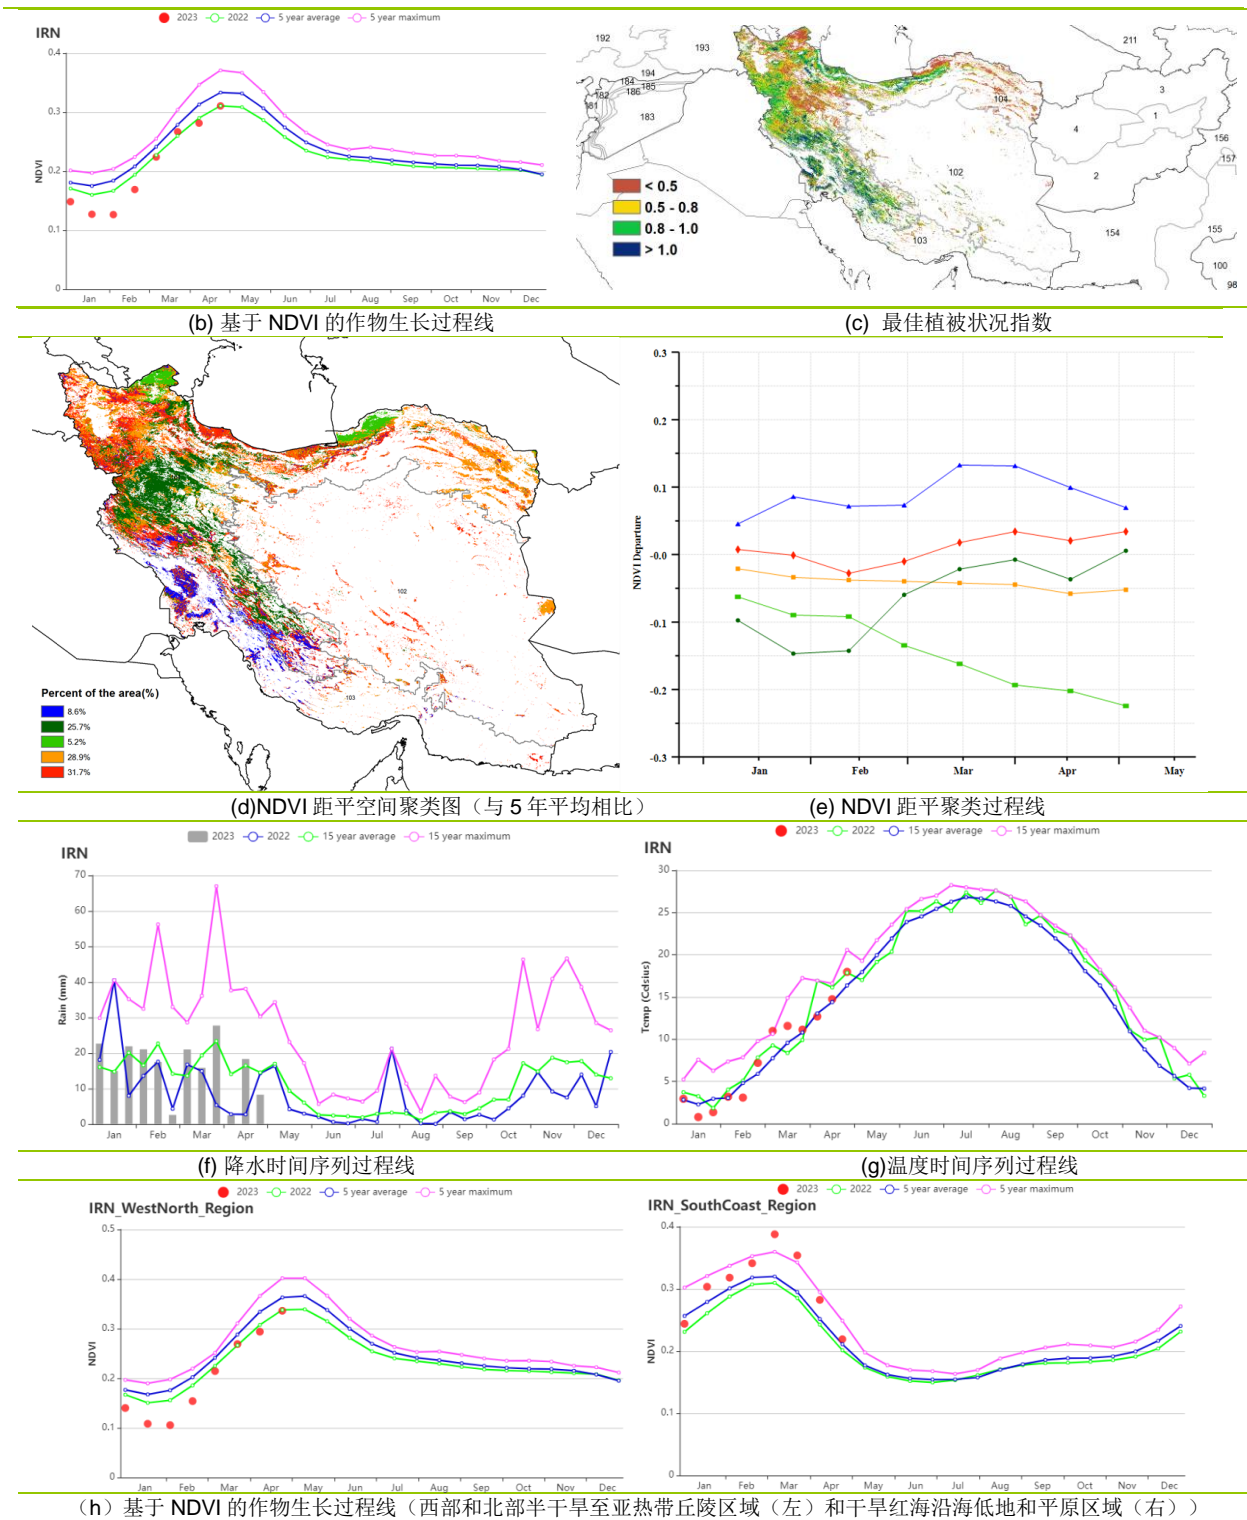 2023 2022 5 year average 5 year maximum
IRN
0.4
0.3
0.2
0.1
0
NDVI
Jan Feb Mar Apr May Jun Jul Aug Sep Oct Nov Dec
192
193
211
194
184
185
182
186
181
183
3
1
4
156
157
2
104
102
103
154
155
100
98
< 0.5
0.5 - 0.8
0.8 - 1.0
> 1.0
(b) 基于 NDVI 的作物生长过程线
(c) 最佳植被状况指数
102
103
Percent of the area(%)
8.6%
25.7%
5.2%
28.9%
31.7%
0.3
0.2
0.1
-0.0
-0.1
-0.2
-0.3
NDVI Departure
Jan Feb Mar Apr May
(d)NDVI 距平空间聚类图（与 5 年平均相比）
(e) NDVI 距平聚类过程线
2023 2022 15 year average 15 year maximum
IRN
70
60
50
40
30
20
10
0
Rain (mm)
Jan Feb Mar Apr May Jun Jul Aug Sep Oct Nov Dec
2023 2022 15 year average 15 year maximum
IRN
30
25
20
15
10
5
0
Temp (Celsius)
Jan Feb Mar Apr May Jun Jul Aug Sep Oct Nov Dec
(f) 降水时间序列过程线
(g)温度时间序列过程线
2023 2022 5 year average 5 year maximum
IRN_WestNorth_Region
0.5
0.4
0.3
0.2
0.1
0
NDVI
Jan Feb Mar Apr May Jun Jul Aug Sep Oct Nov Dec
2023 2022 5 year average 5 year maximum
IRN_SouthCoast_Region
0.4
0.3
0.2
0.1
0
NDVI
Jan Feb Mar Apr May Jun Jul Aug Sep Oct Nov Dec
（h）基于 NDVI 的作物生长过程线（西部和北部半干旱至亚热带丘陵区域（左）和干旱红海沿海低地和平原区域（右））